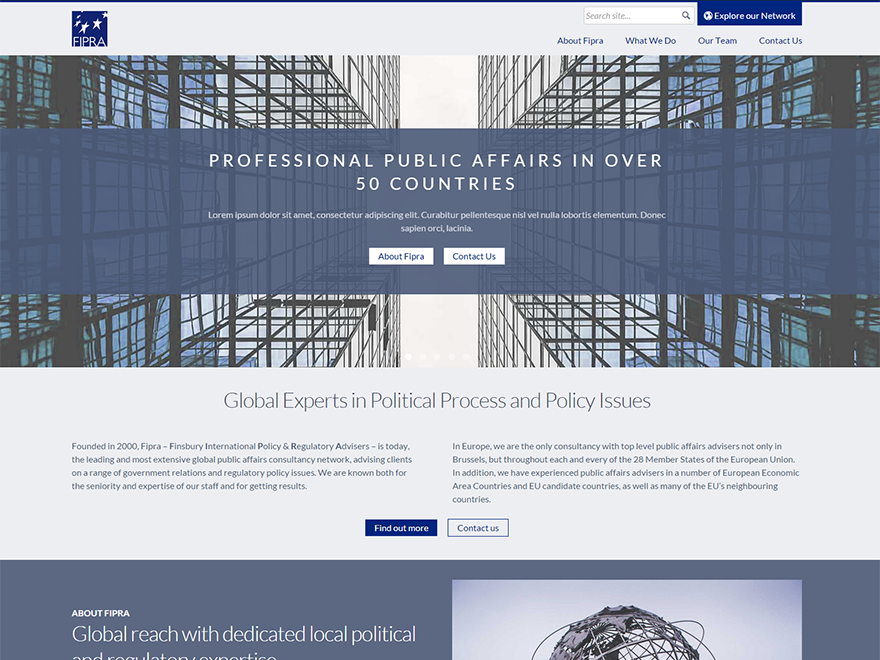 FIPRA
Search site...
Explore our Network
About Fipra
What We Do
Our Team
Contact Us
PROFESSIONAL PUBLIC AFFAIRS IN OVER
50 COUNTRIES
Lorem ipsum dolor sit amet, consectetur adipiscing elit. Curabitur pellentesque nisl vel nulla lobortis elementum. Donec
sapien orci, lacinia.
About Fipra
Contact Us
Global Experts in Political Process and Policy Issues
Founded in 2000, Fipra – Finsbury International Policy & Regulatory Advisers – is today,
the leading and most extensive global public affairs consultancy network, advising clients
on a range of government relations and regulatory policy issues. We are known both for
the seniority and expertise of our staff and for getting results.
In Europe, we are the only consultancy with top level public affairs advisers not only in
Brussels, but throughout each and every of the 28 Member States of the European Union.
In addition, we have experienced public affairs advisers in a number of European Economic
Area Countries and EU candidate countries, as well as many of the EU's neighbouring
countries.
Find out more
Contact us
ABOUT FIPRA
Global reach with dedicated local political
and regulatory expertise